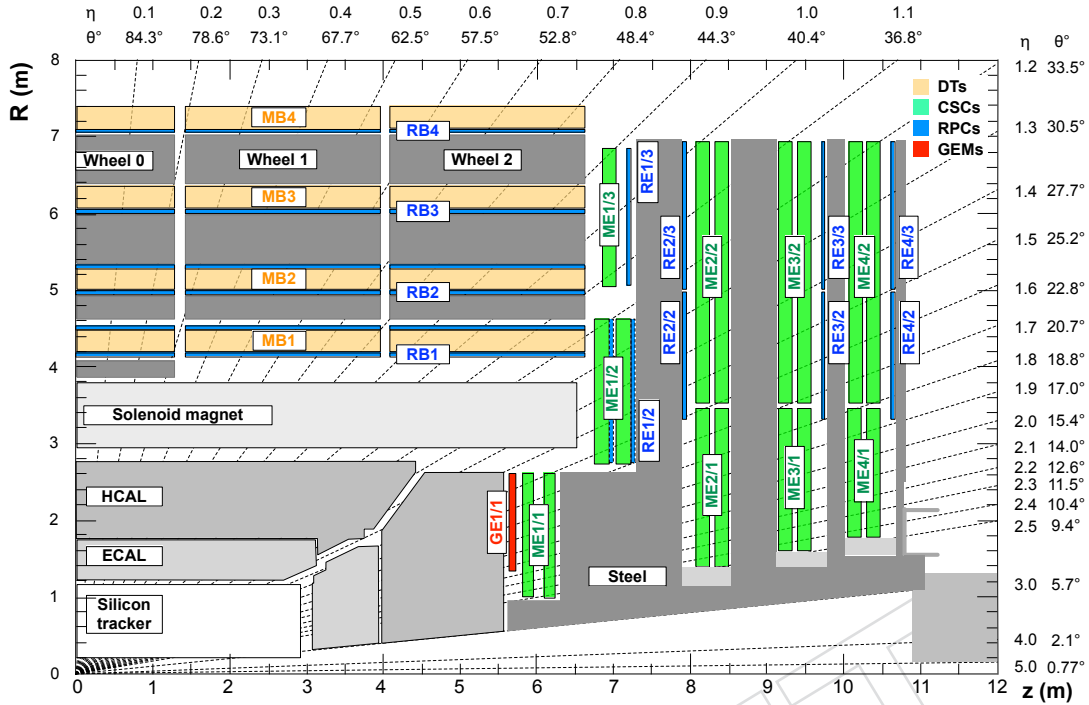 η 0.1 0.2 0.3 0.4 0.5 0.6 0.7 0.8 0.9 1.0 1.1
θ° 84.3° 78.6° 73.1° 67.7° 62.5° 57.5° 52.8° 48.4° 44.3° 40.4° 36.8° η θ°
R (m)
8
7
6
5
4
3
2
1
0
1.2 33.5°
1.3 30.5°
1.4 27.7°
1.5 25.2°
1.6 22.8°
1.7 20.7°
1.8 18.8°
1.9 17.0°
2.0 15.4°
2.1 14.0°
2.2 12.6°
2.3 11.5°
2.4 10.4°
2.5 9.4°
3.0 5.7°
4.0 2.1°
5.0 0.77°
DTs
CSCs
RPCs
GEMs
MB4
RB4
Wheel 0
Wheel 1
Wheel 2
MB3
RB3
MB2
RB2
MB1
RB1
Solenoid magnet
HCAL
ECAL
Silicon
tracker
Steel
GE1/1
ME1/1
ME1/2
ME1/3
RE1/3
RE1/2
RE2/3
RE2/2
ME2/2
ME2/1
ME3/2
ME3/1
RE3/3
RE3/2
ME4/2
ME4/1
RE4/3
RE4/2
0 1 2 3 4 5 6 7 8 9 10 11 12
z (m)